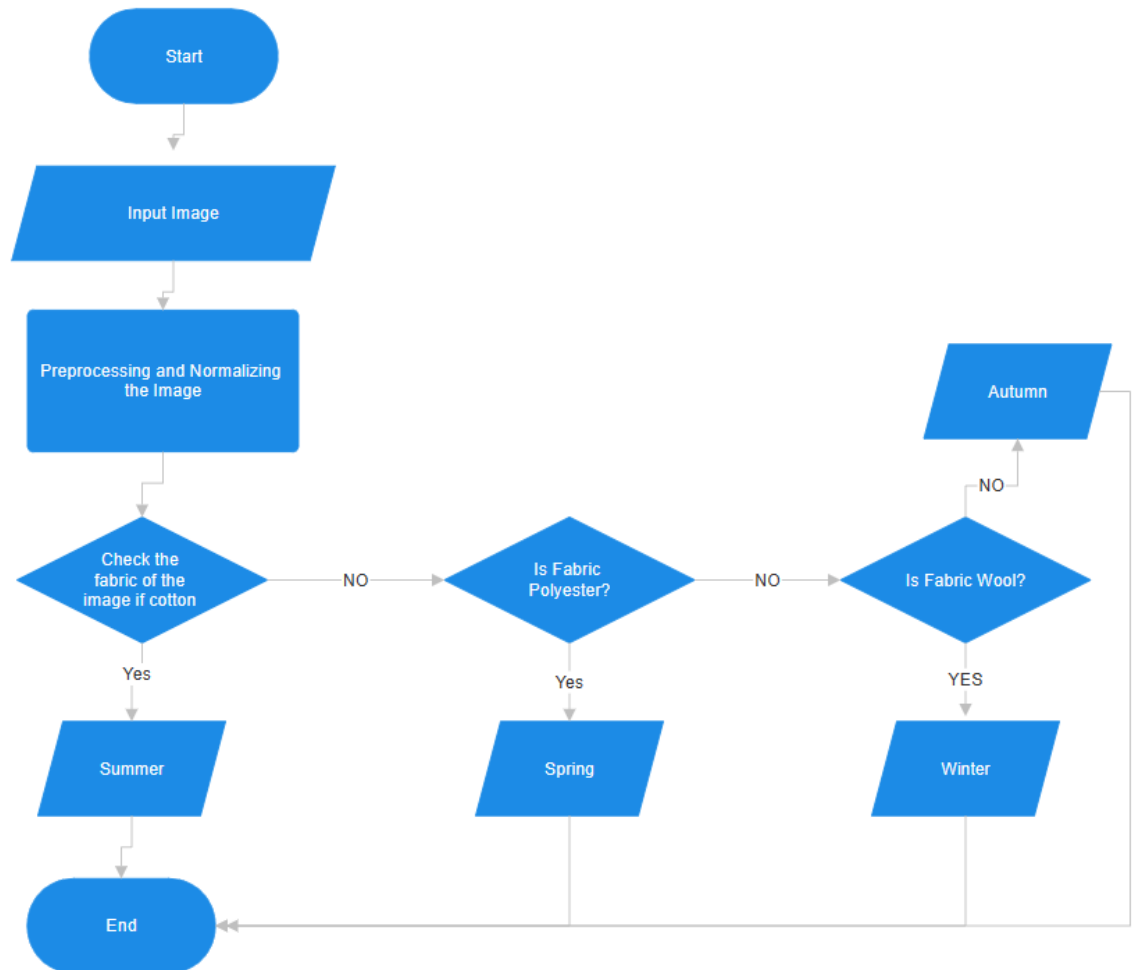 Start
Input Image
Preprocessing and Normalizing
the Image
Autumn
NO
Check the
fabric of the
image if cotton
NO
Is Fabric
Polyester?
NO
Is Fabric Wool?
Yes
Yes
YES
Summer
Spring
Winter
End